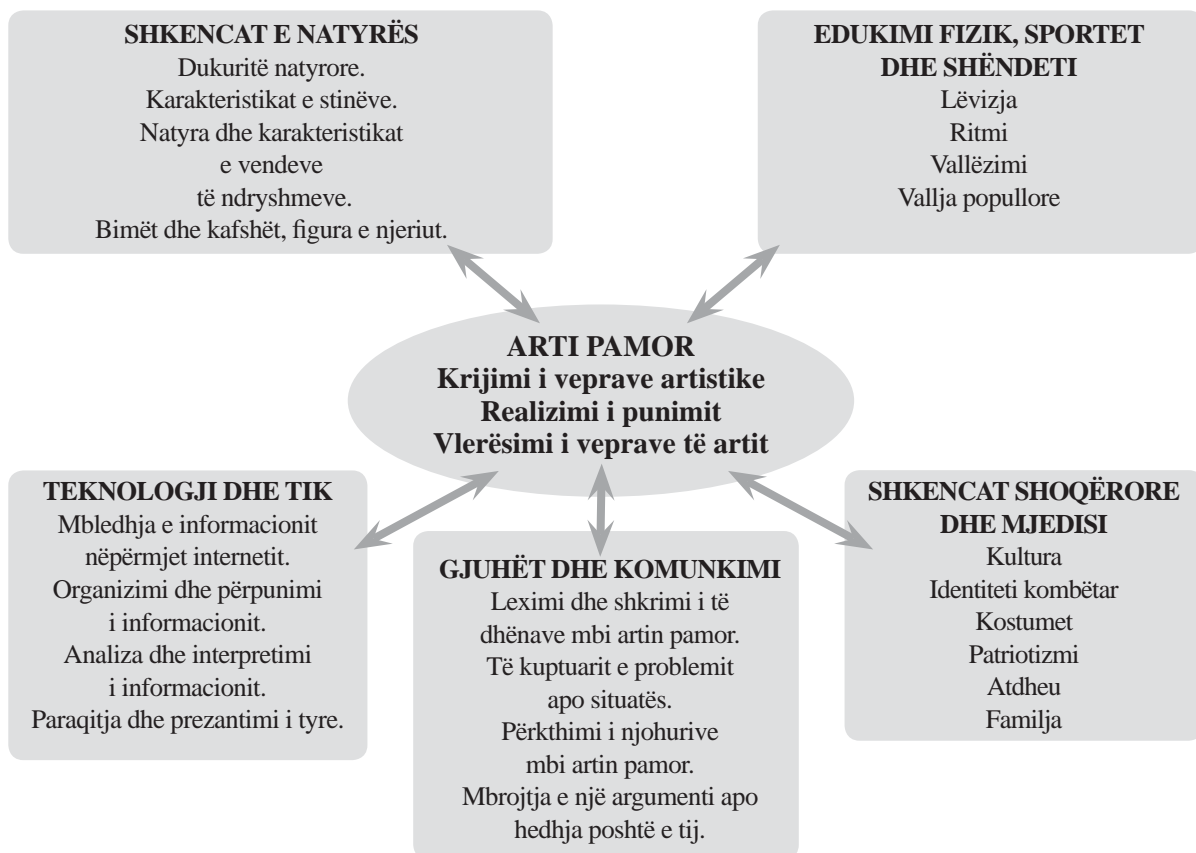 SHKENCAT E NATYRËS
Dukuritë natyrore.
Karakteristikat e stinëve.
Natyra dhe karakteristikat
e vendeve
të ndryshmeve.
Bimët dhe kafshët, figura e njeriut.
EDUKIMI FIZIK, SPORTET
DHE SHËNDETI
Lëvizja
Ritmi
Vallëzimi
Vallja popullore
ARTI PAMOR
Krijimi i veprave artistike
Realizimi i punimit
Vlerësimi i veprave të artit
TEKNOLOGJI DHE TIK
Mbledhja e informacionit
nëpërmjet internetit.
Organizimi dhe përpunimi
i informacionit.
Analiza dhe interpretimi
i informacionit.
Paraqitja dhe prezantimi i tyre.
GJUHËT DHE KOMUNKIMI
Leximi dhe shkrimi i të
dhënave mbi artin pamor.
Të kuptuarit e problemit
apo situatës.
Përkthimi i njohurive
mbi artin pamor.
Mbrojtja e një argumenti apo
hedhja poshtë e tij.
SHKENCAT SHOQËRORE
DHE MJEDISI
Kultura
Identiteti kombëtar
Kostumet
Patriotizmi
Atdheu
Familja